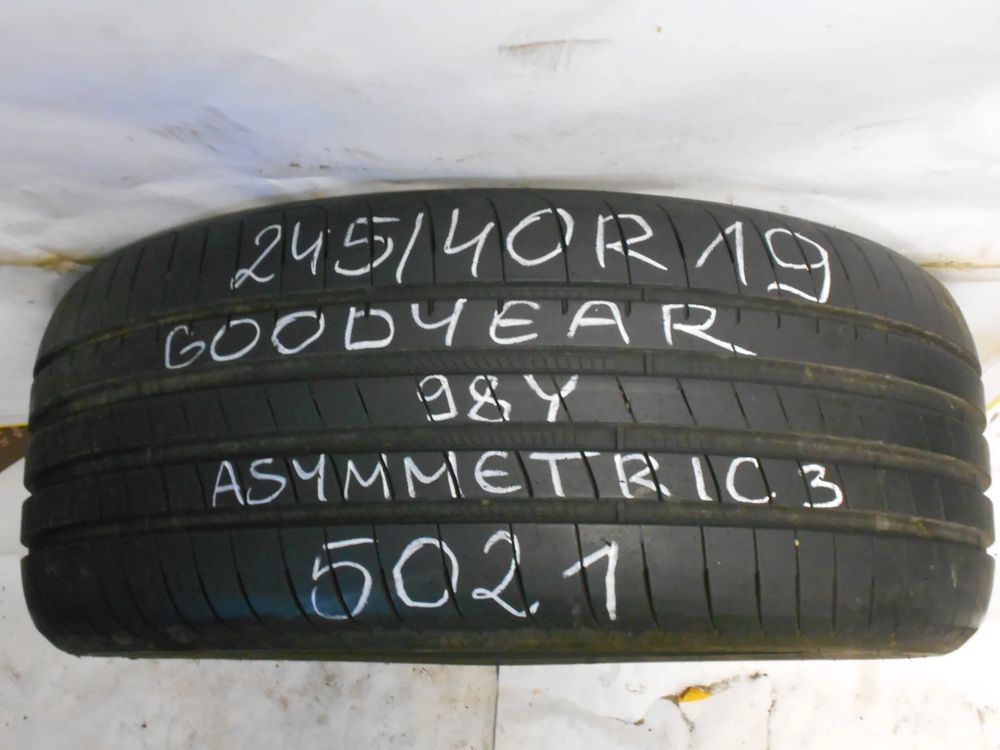 245/40R19
GOODYEAR
98Y
ASYMMETRIC 3
5021